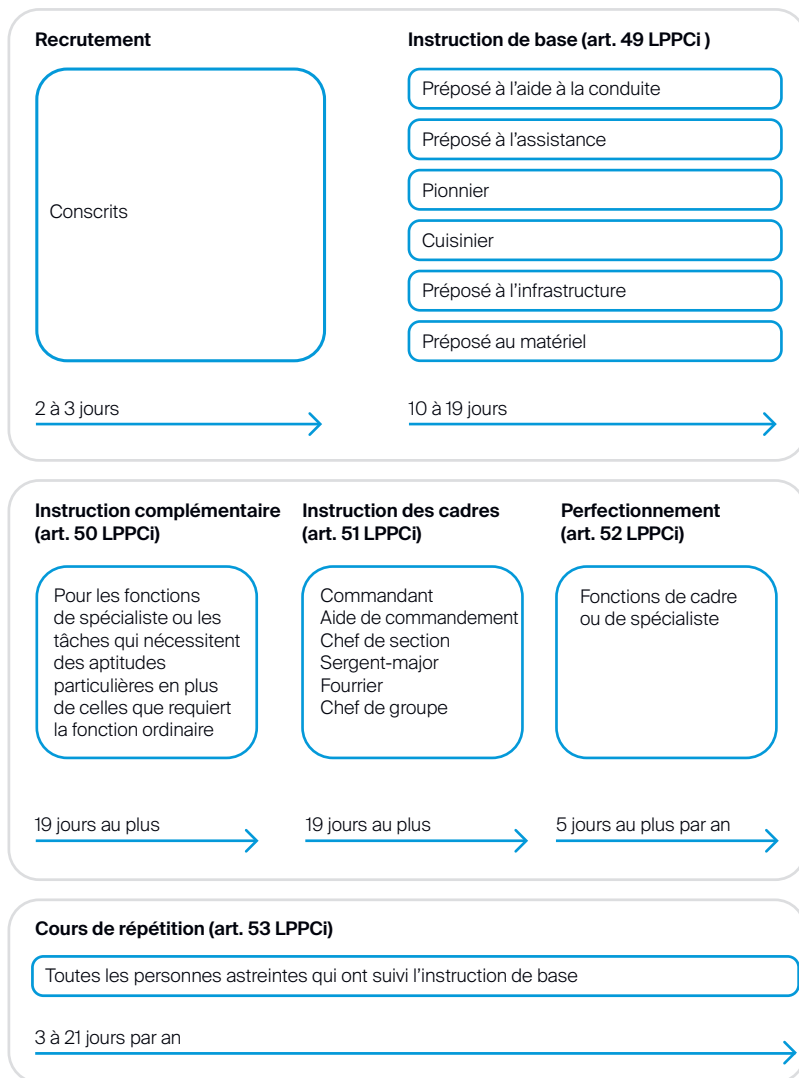 Recrutement
Conscrits
2 à 3 jours
Instruction de base (art. 49 LPPCi )
Préposé à l'aide à la conduite
Préposé à l'assistance
Pionnier
Cuisinier
Préposé à l'infrastructure
Préposé au matériel
10 à 19 jours
Instruction complémentaire
(art. 50 LPPCi)
Pour les fonctions
de spécialiste ou les
tâches qui nécessitent
des aptitudes
particulières en plus
de celles que requiert
la fonction ordinaire
19 jours au plus
Instruction des cadres
(art. 51 LPPCi)
Commandant
Aide de commandement
Chef de section
Sergent-major
Fourrier
Chef de groupe
19 jours au plus
Perfectionnement
(art. 52 LPPCi)
Fonctions de cadre
ou de spécialiste
5 jours au plus par an
Cours de répétition (art. 53 LPPCi)
Toutes les personnes astreintes qui ont suivi l'instruction de base
3 à 21 jours par an